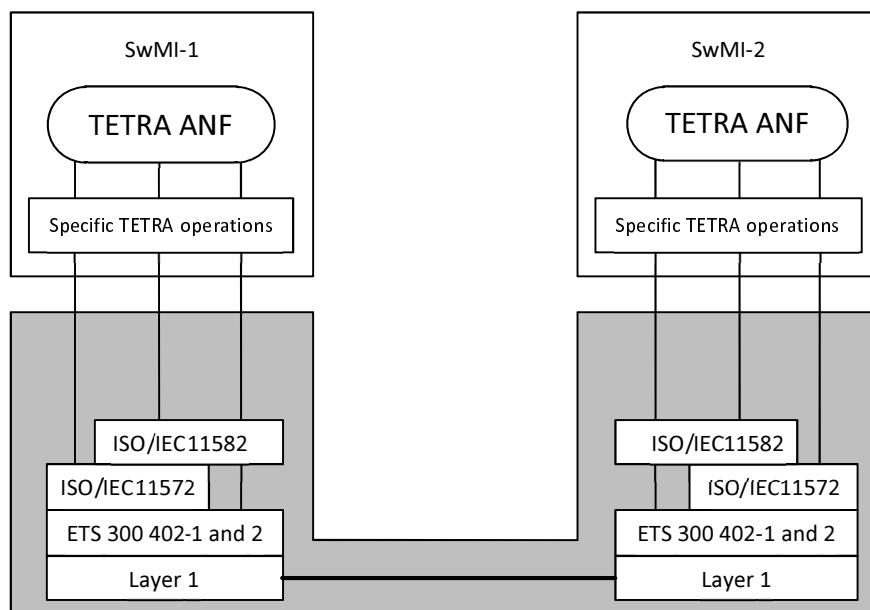 SwMI-1
SwMI-2
TETRA ANF
TETRA ANF
Specific TETRA operations
Specific TETRA operations
ISO/IEC11582
ISO/IEC11582
ISO/IEC11572
ISO/IEC11572
ETS 300 402-1 and 2
ETS 300 402-1 and 2
Layer 1
Layer 1